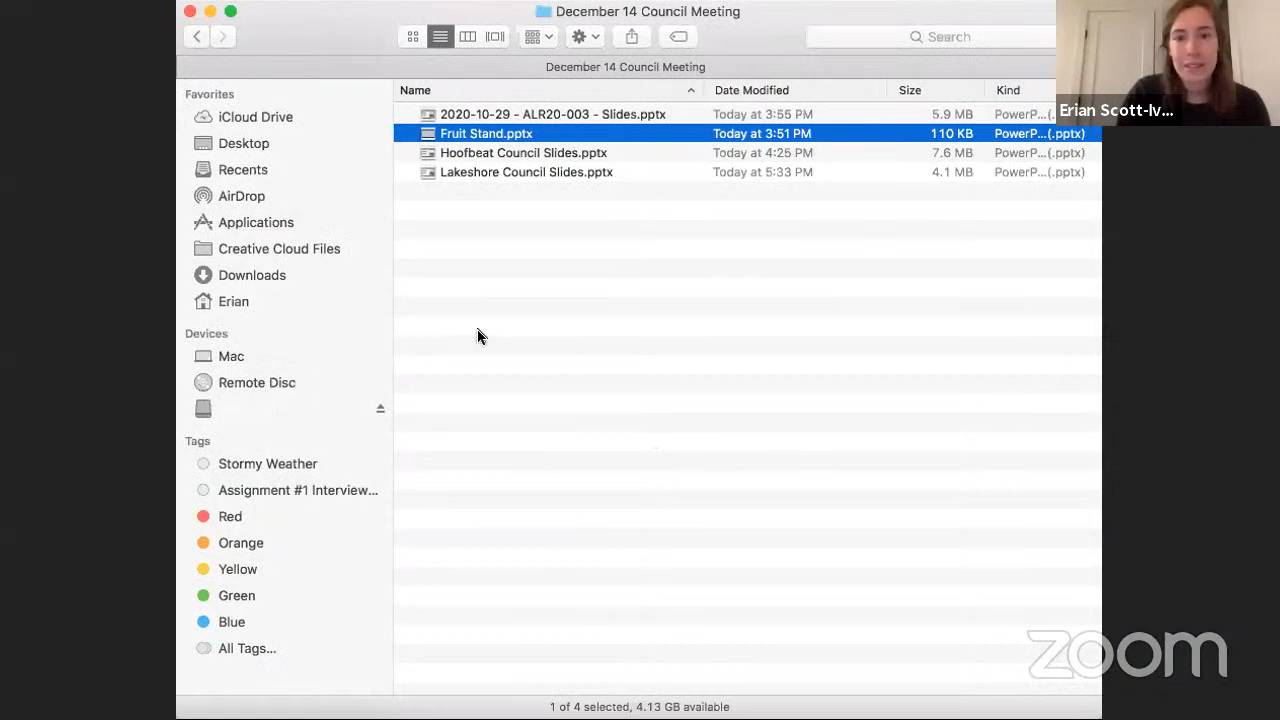 December 14 Council Meeting
Search
December 14 Council Meeting
Name Date Modified Size Kind
2020-10-29 - ALR20-003 - Slides.pptx Today at 3:55 PM 5.9 MB PowerP...(.pptx)
Fruit Stand.pptx Today at 3:51 PM 110 KB PowerP...(.pptx)
Hoofbeat Council Slides.pptx Today at 4:25 PM 7.6 MB PowerP...(.pptx)
Lakeshore Council Slides.pptx Today at 5:33 PM 4.1 MB PowerP...(.pptx)
Favorites
iCloud Drive
Desktop
Recents
AirDrop
Applications
Creative Cloud Files
Downloads
Erian
Devices
Mac
Remote Disc
Tags
Stormy Weather
Assignment #1 Interview...
Red
Orange
Yellow
Green
Blue
All Tags...
1 of 4 selected, 4.13 GB available
Erian Scott-Iv...
zoom